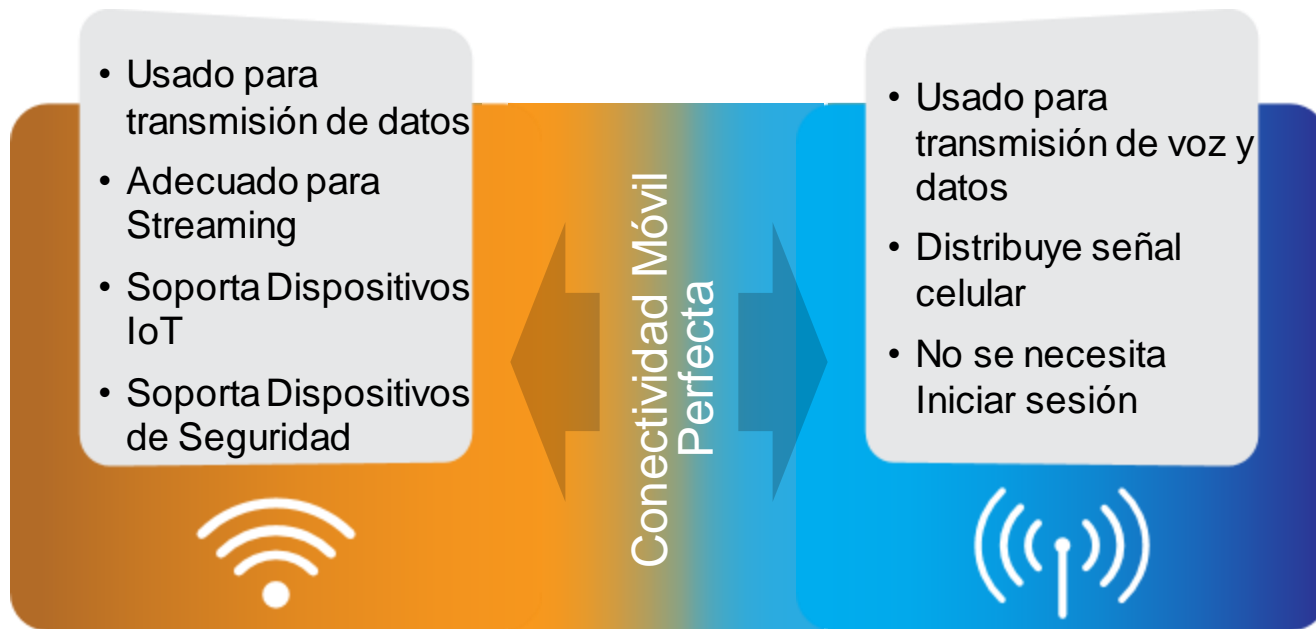 • Usado para
transmisión de datos
• Adecuado para
Streaming
• Soporta Dispositivos
IoT
• Soporta Dispositivos
de Seguridad
Conectividad Móvil
Perfecta
• Usado para
transmisión de voz y
datos
• Distribuye señal
celular
• No se necesita
Iniciar sesión